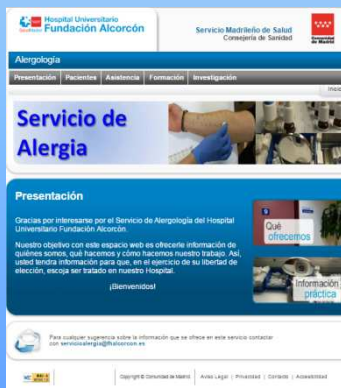 Hospital Universitario
Fundación Alcorcón
Servicio Madrileño de Salud
Consejería de Sanidad
Alergología
Presentación Pacientes Asistencia Formación Investigación
Inicio
Servicio de
Alergia
Presentación
Gracias por interesarse por el Servicio de Alergología del Hospital
Universitario Fundación Alcorcón.
Nuestro objetivo con este espacio web es ofrecerle información de
quiénes somos, qué hacemos y cómo hacemos nuestro trabajo. Así,
usted tendra información para que, en el ejercicio de su libertad de
elección, escoja ser tratado en nuestro Hospital.
¡Bienvenidos!
Qué
ofrecemos
Información
práctica
Para cualquier sugerencia sobre la información que se ofrece en este servicio contactar
con servicioalergia@fhalcorcon.es
Copyright © Comunidad de Madrid Aviso Legal | Privacidad | Contacto | Accesibilidad